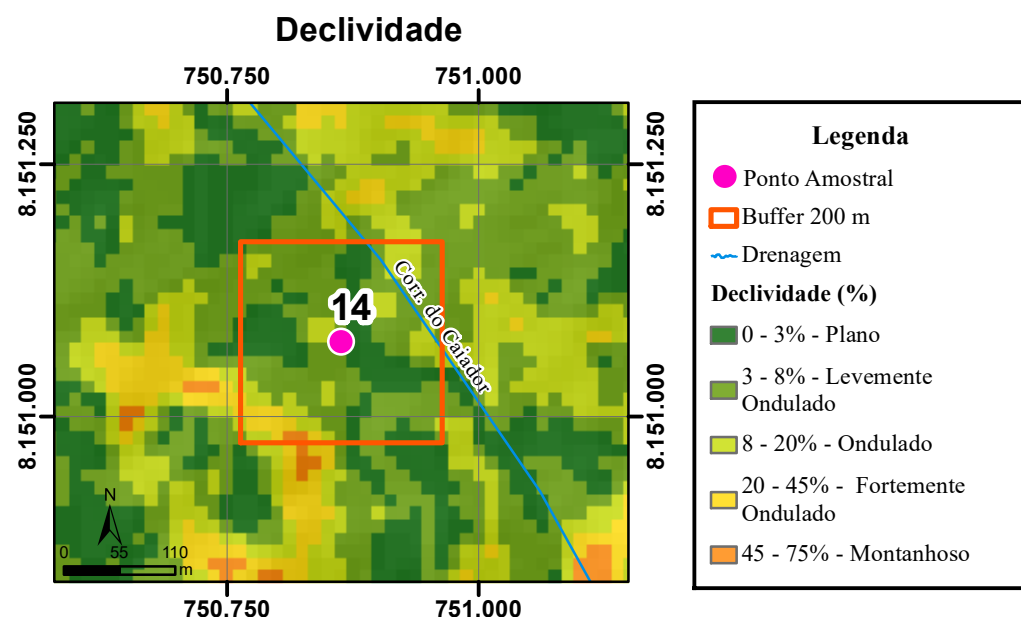 Declividade
750.750 751.000
8.151.250 8.151.250
14
Corr. do Caiador
8.151.000 8.151.000
N
0 55 110
m
750.750 751.000
Legenda
Ponto Amostral
Buffer 200 m
Drenagem
Declividade (%)
0 - 3% - Plano
3 - 8% - Levemente
Ondulado
8 - 20% - Ondulado
20 - 45% - Fortemente
Ondulado
45 - 75% - Montanhoso